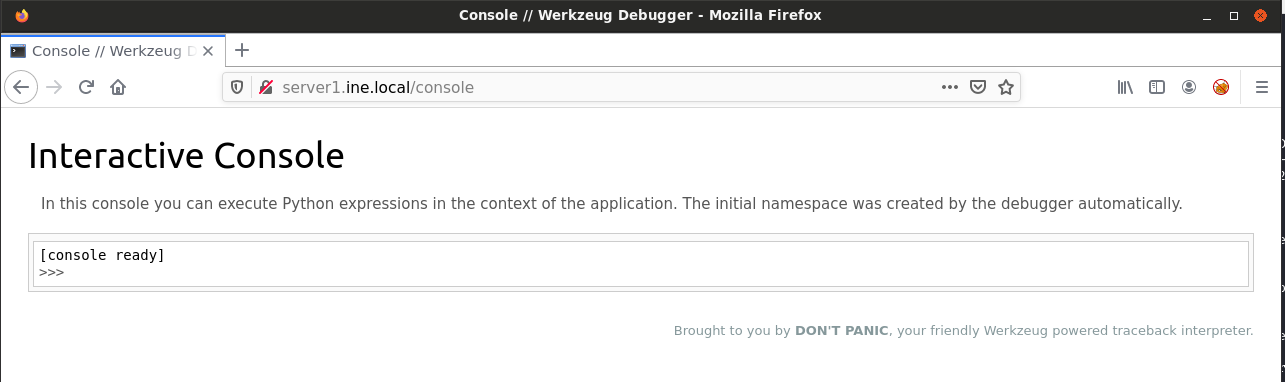 Console // Werkzeug Debugger - Mozilla Firefox
Console // Werkzeug D
server1.ine.local/console
Interactive Console
In this console you can execute Python expressions in the context of the application. The initial namespace was created by the debugger automatically.
[console ready]
>>>
Brought to you by DON'T PANIC, your friendly Werkzeug powered traceback interpreter.